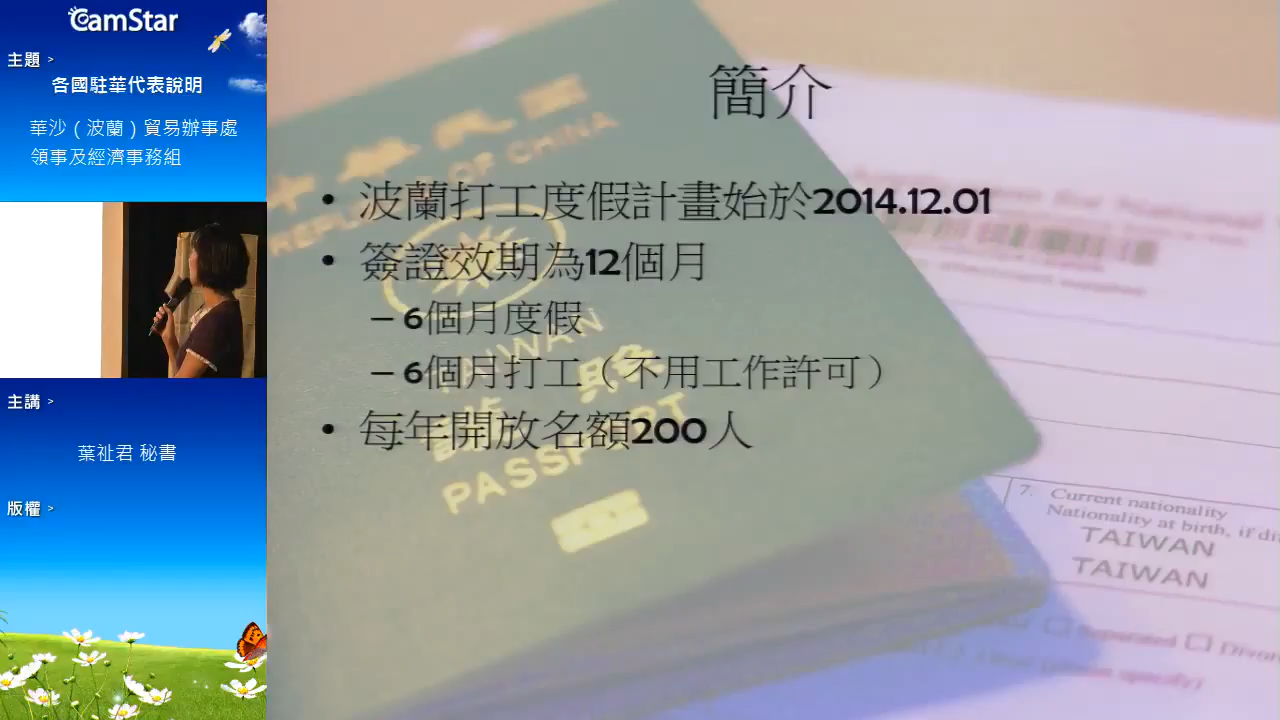 CamStar
主題 >
各國駐華代表說明
華沙（波蘭）貿易辦事處
領事及經濟事務組
主講 >
葉祉君 秘書
版權 >
簡介
• 波蘭打工度假計畫始於2014.12.01
• 簽證效期為12個月
– 6個月度假
– 6個月打工（不用工作許可）
• 每年開放名額200人
REPUBLIC OF CHINA
TAIWAN
PASSPORT
7. Current nationality
Nationality at birth, if di
TAIWAN
TAIWAN
Separated
Divor